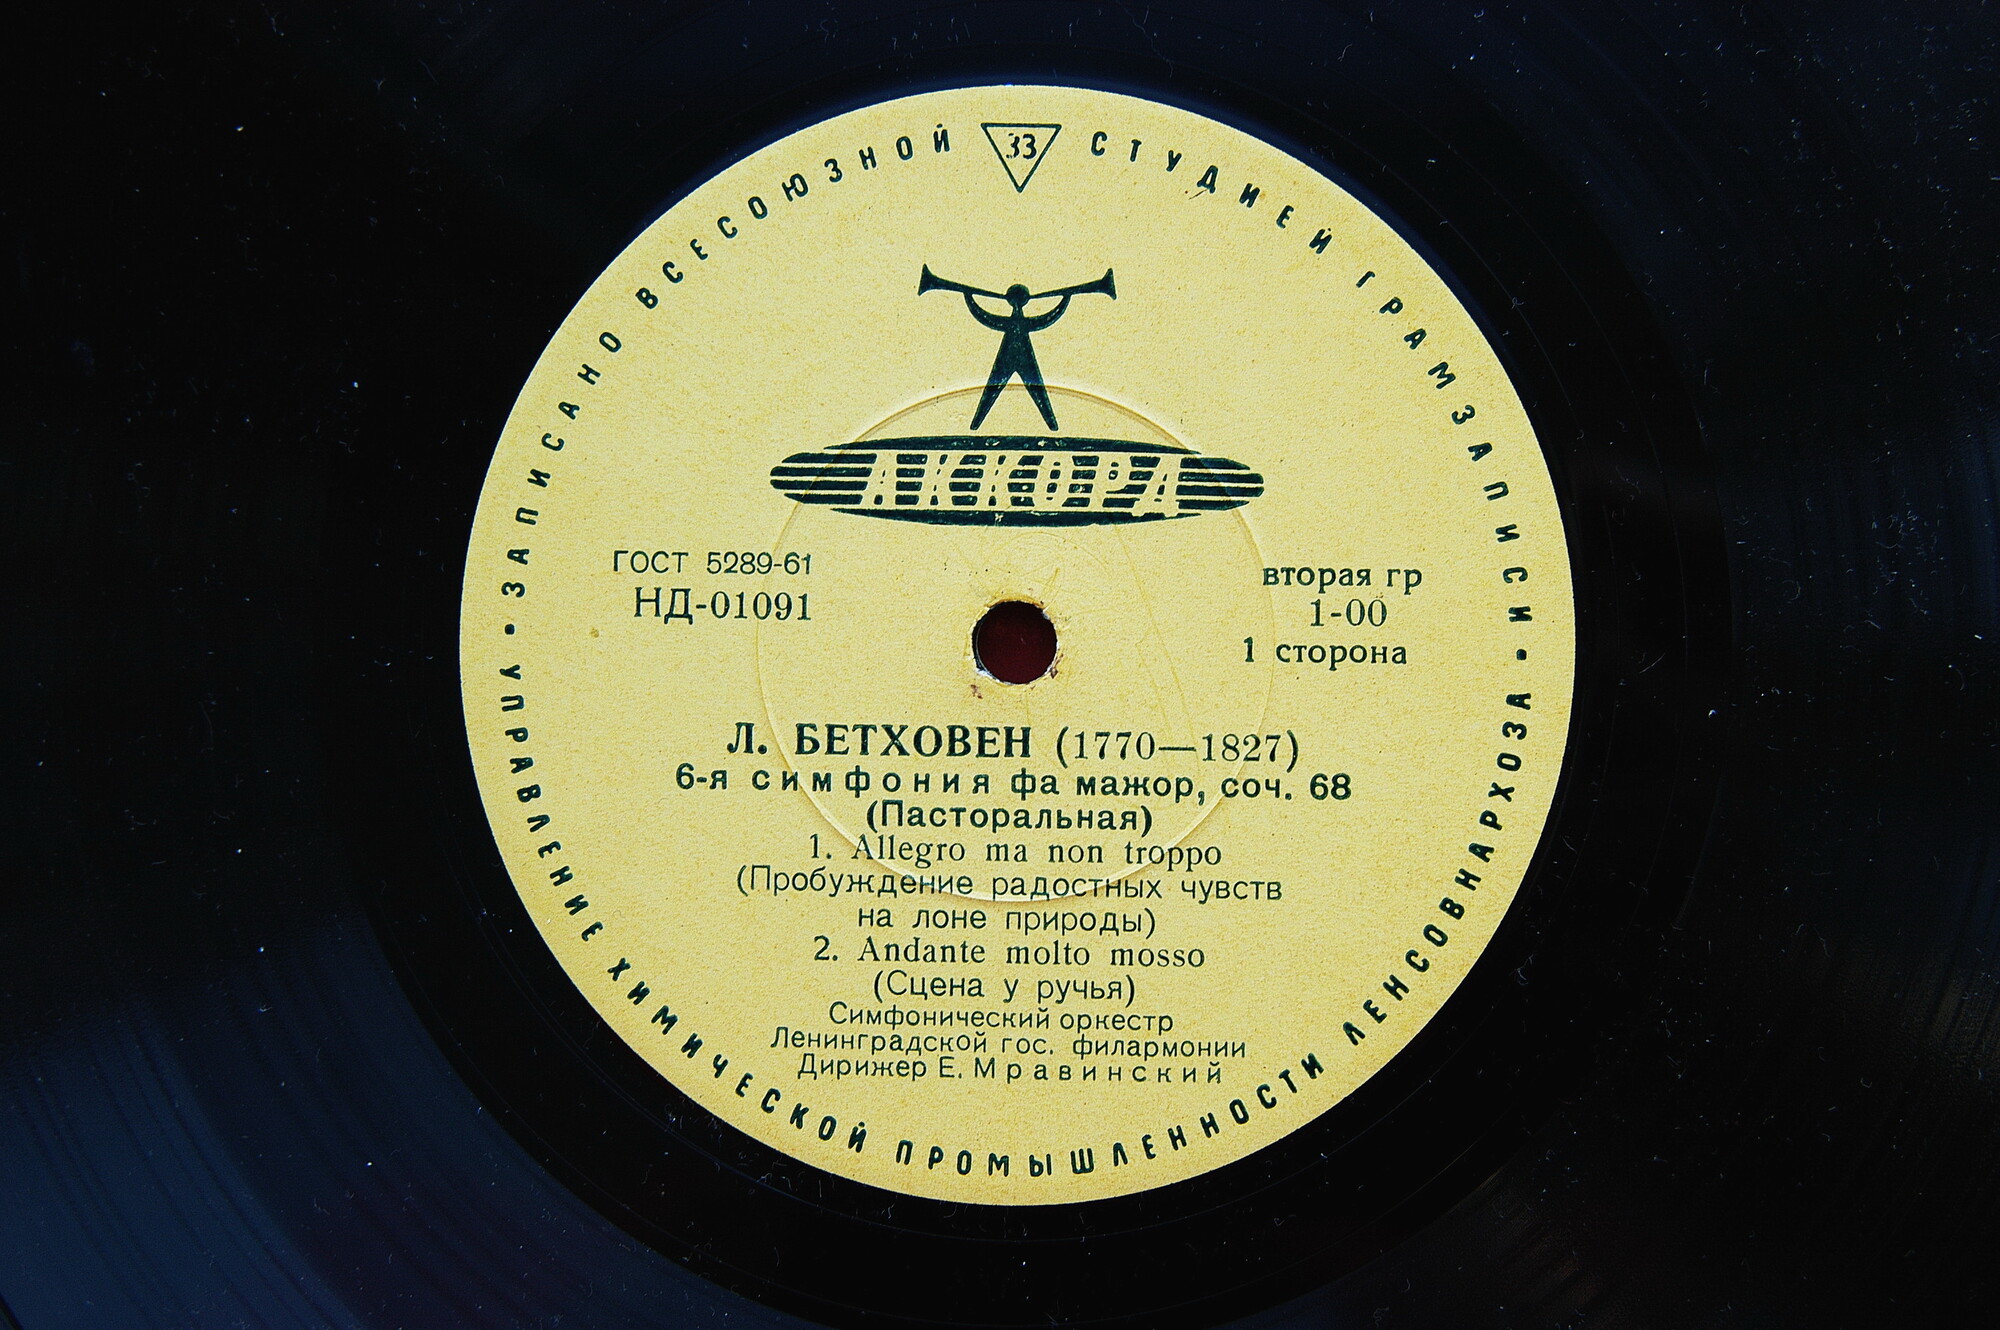 ЗАПИСАНО ВСЕСОЮЗНОЙ 33 СТУДИЕЙ ГРАМЗАПИСИ •
УПРАВЛЕНИЕ ХИМИЧЕСКОЙ ПРОМЫШЛЕННОСТИ ЛЕНСОВНАРХОЗА •
АККОРД
ГОСТ 5289-61
НД-01091
вторая гр
1-00
1 сторона
Л. БЕТХОВЕН (1770—1827)
6-я симфония фа мажор, соч. 68
(Пасторальная)
1. Allegro ma non troppo
(Пробуждение радостных чувств
на лоне природы)
2. Andante molto mosso
(Сцена у ручья)
Симфонический оркестр
Ленинградской гос. филармонии
Дирижер Е. Мравинский